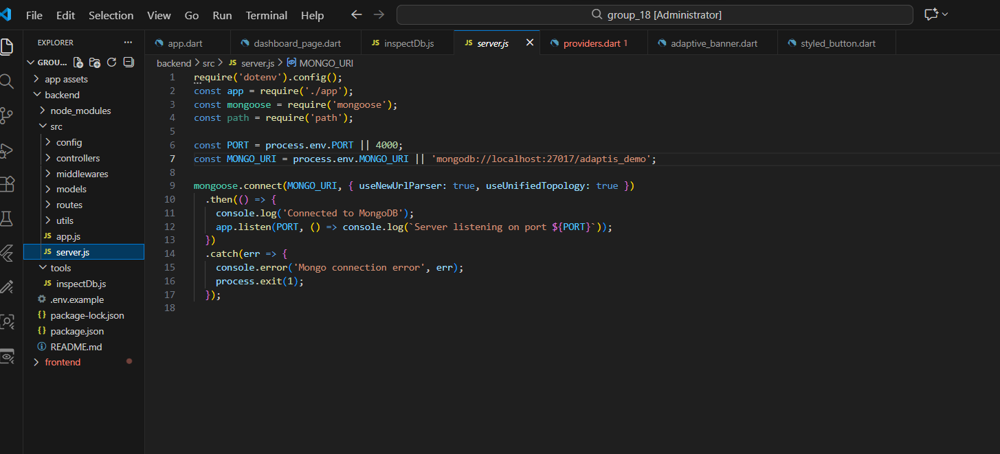 File Edit Selection View Go Run Terminal Help group_18 [Administrator]
EXPLORER
GROU...
app assets
backend
node_modules
src
config
controllers
middlewares
models
routes
utils
JS app.js
JS server.js
tools
JS inspectDb.js
.env.example
{} package-lock.json
{} package.json
README.md
frontend
app.dart dashboard_page.dart JS inspectDb.js JS server.js providers.dart 1 adaptive_banner.dart styled_button.dart
backend > src > JS server.js > MONGO_URI
1 require('dotenv').config();
2 const app = require('./app');
3 const mongoose = require('mongoose');
4 const path = require('path');
5
6 const PORT = process.env.PORT || 4000;
7 const MONGO_URI = process.env.MONGO_URI || 'mongodb://localhost:27017/adaptis_demo';
8
9 mongoose.connect(MONGO_URI, { useNewUrlParser: true, useUnifiedTopology: true })
10 .then(() => {
11 console.log('Connected to MongoDB');
12 app.listen(PORT, () => console.log(`Server listening on port ${PORT}`));
13 })
14 .catch(err => {
15 console.error('Mongo connection error', err);
16 process.exit(1);
17 });
18